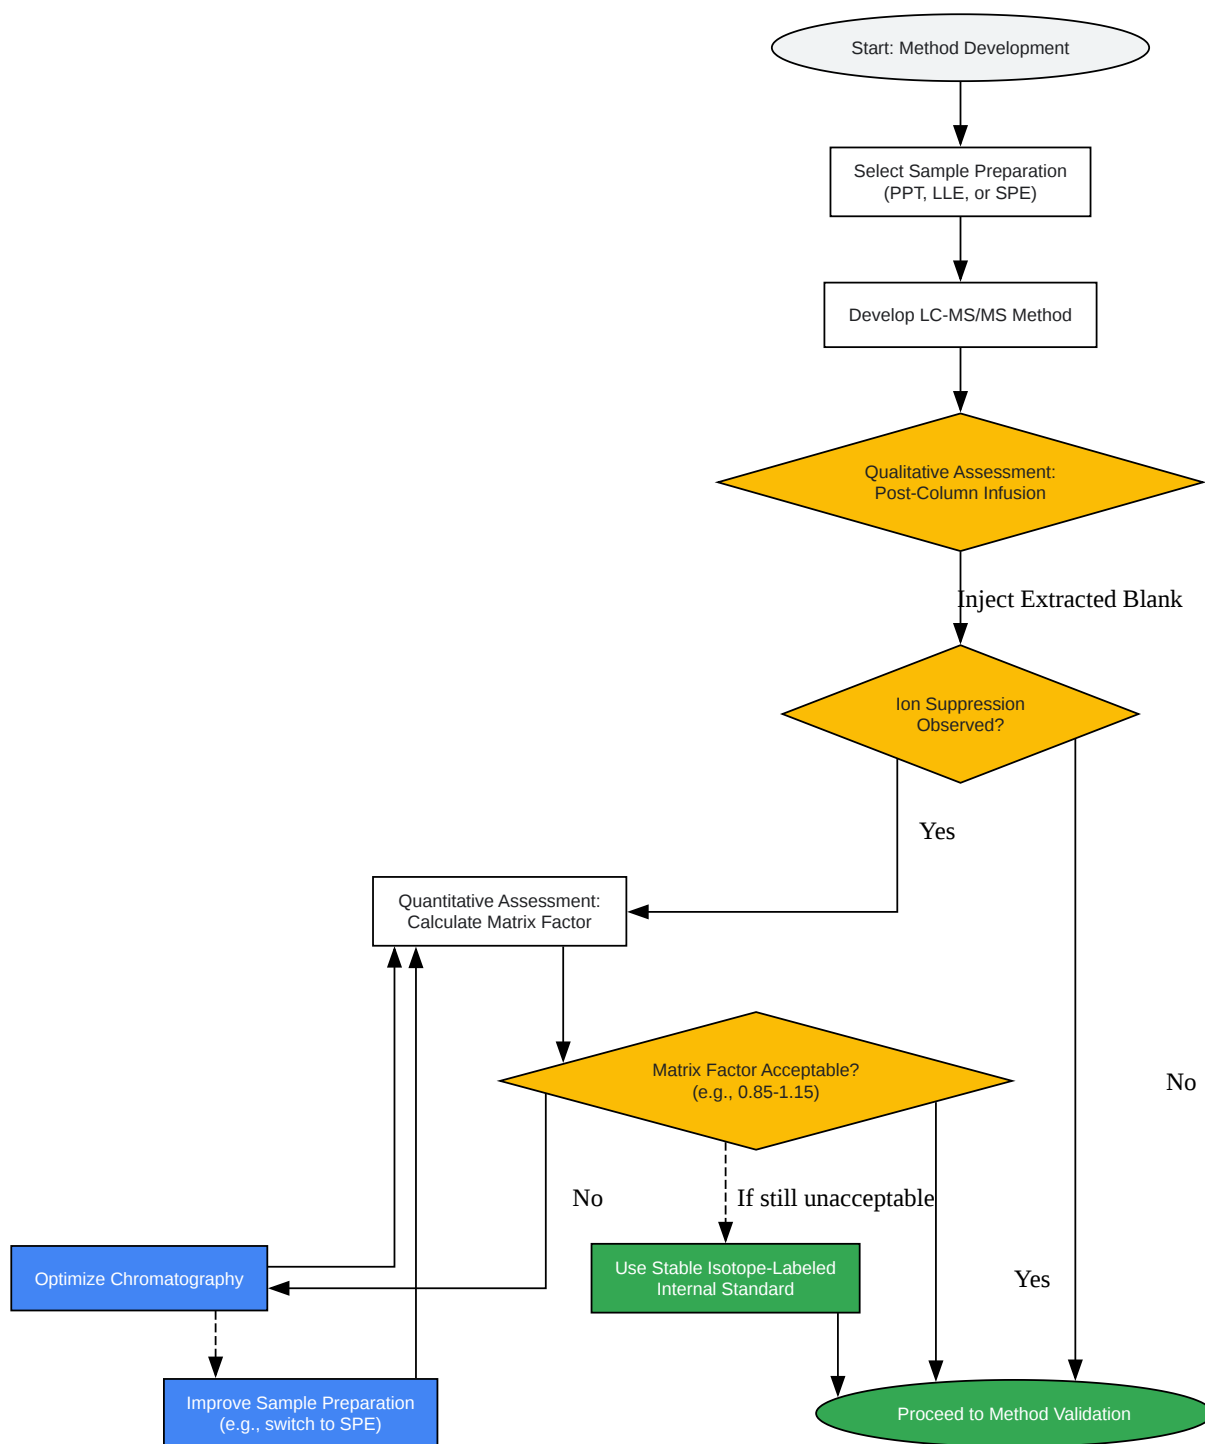 Start: Method Development
Select Sample Preparation
(PPT, LLE, or SPE)
Develop LC-MS/MS Method
Qualitative Assessment:
Post-Column Infusion
Inject Extracted Blank
Ion Suppression
Observed?
Yes
Quantitative Assessment:
Calculate Matrix Factor
Matrix Factor Acceptable?
(e.g., 0.85-1.15)
No
No
If still unacceptable
Use Stable Isotope-Labeled
Internal Standard
Optimize Chromatography
Yes
Improve Sample Preparation
(e.g., switch to SPE)
Proceed to Method Validation